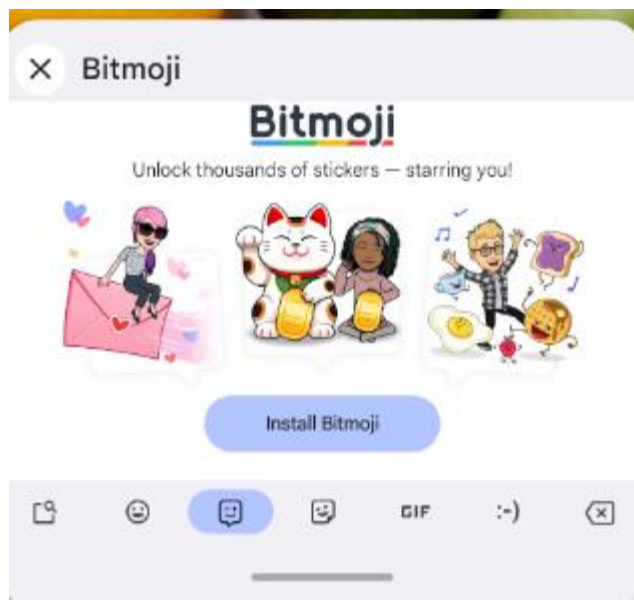 Bitmoji
Bitmoji
Unlock thousands of stickers — starring you!
Install Bitmoji
GIF :-)